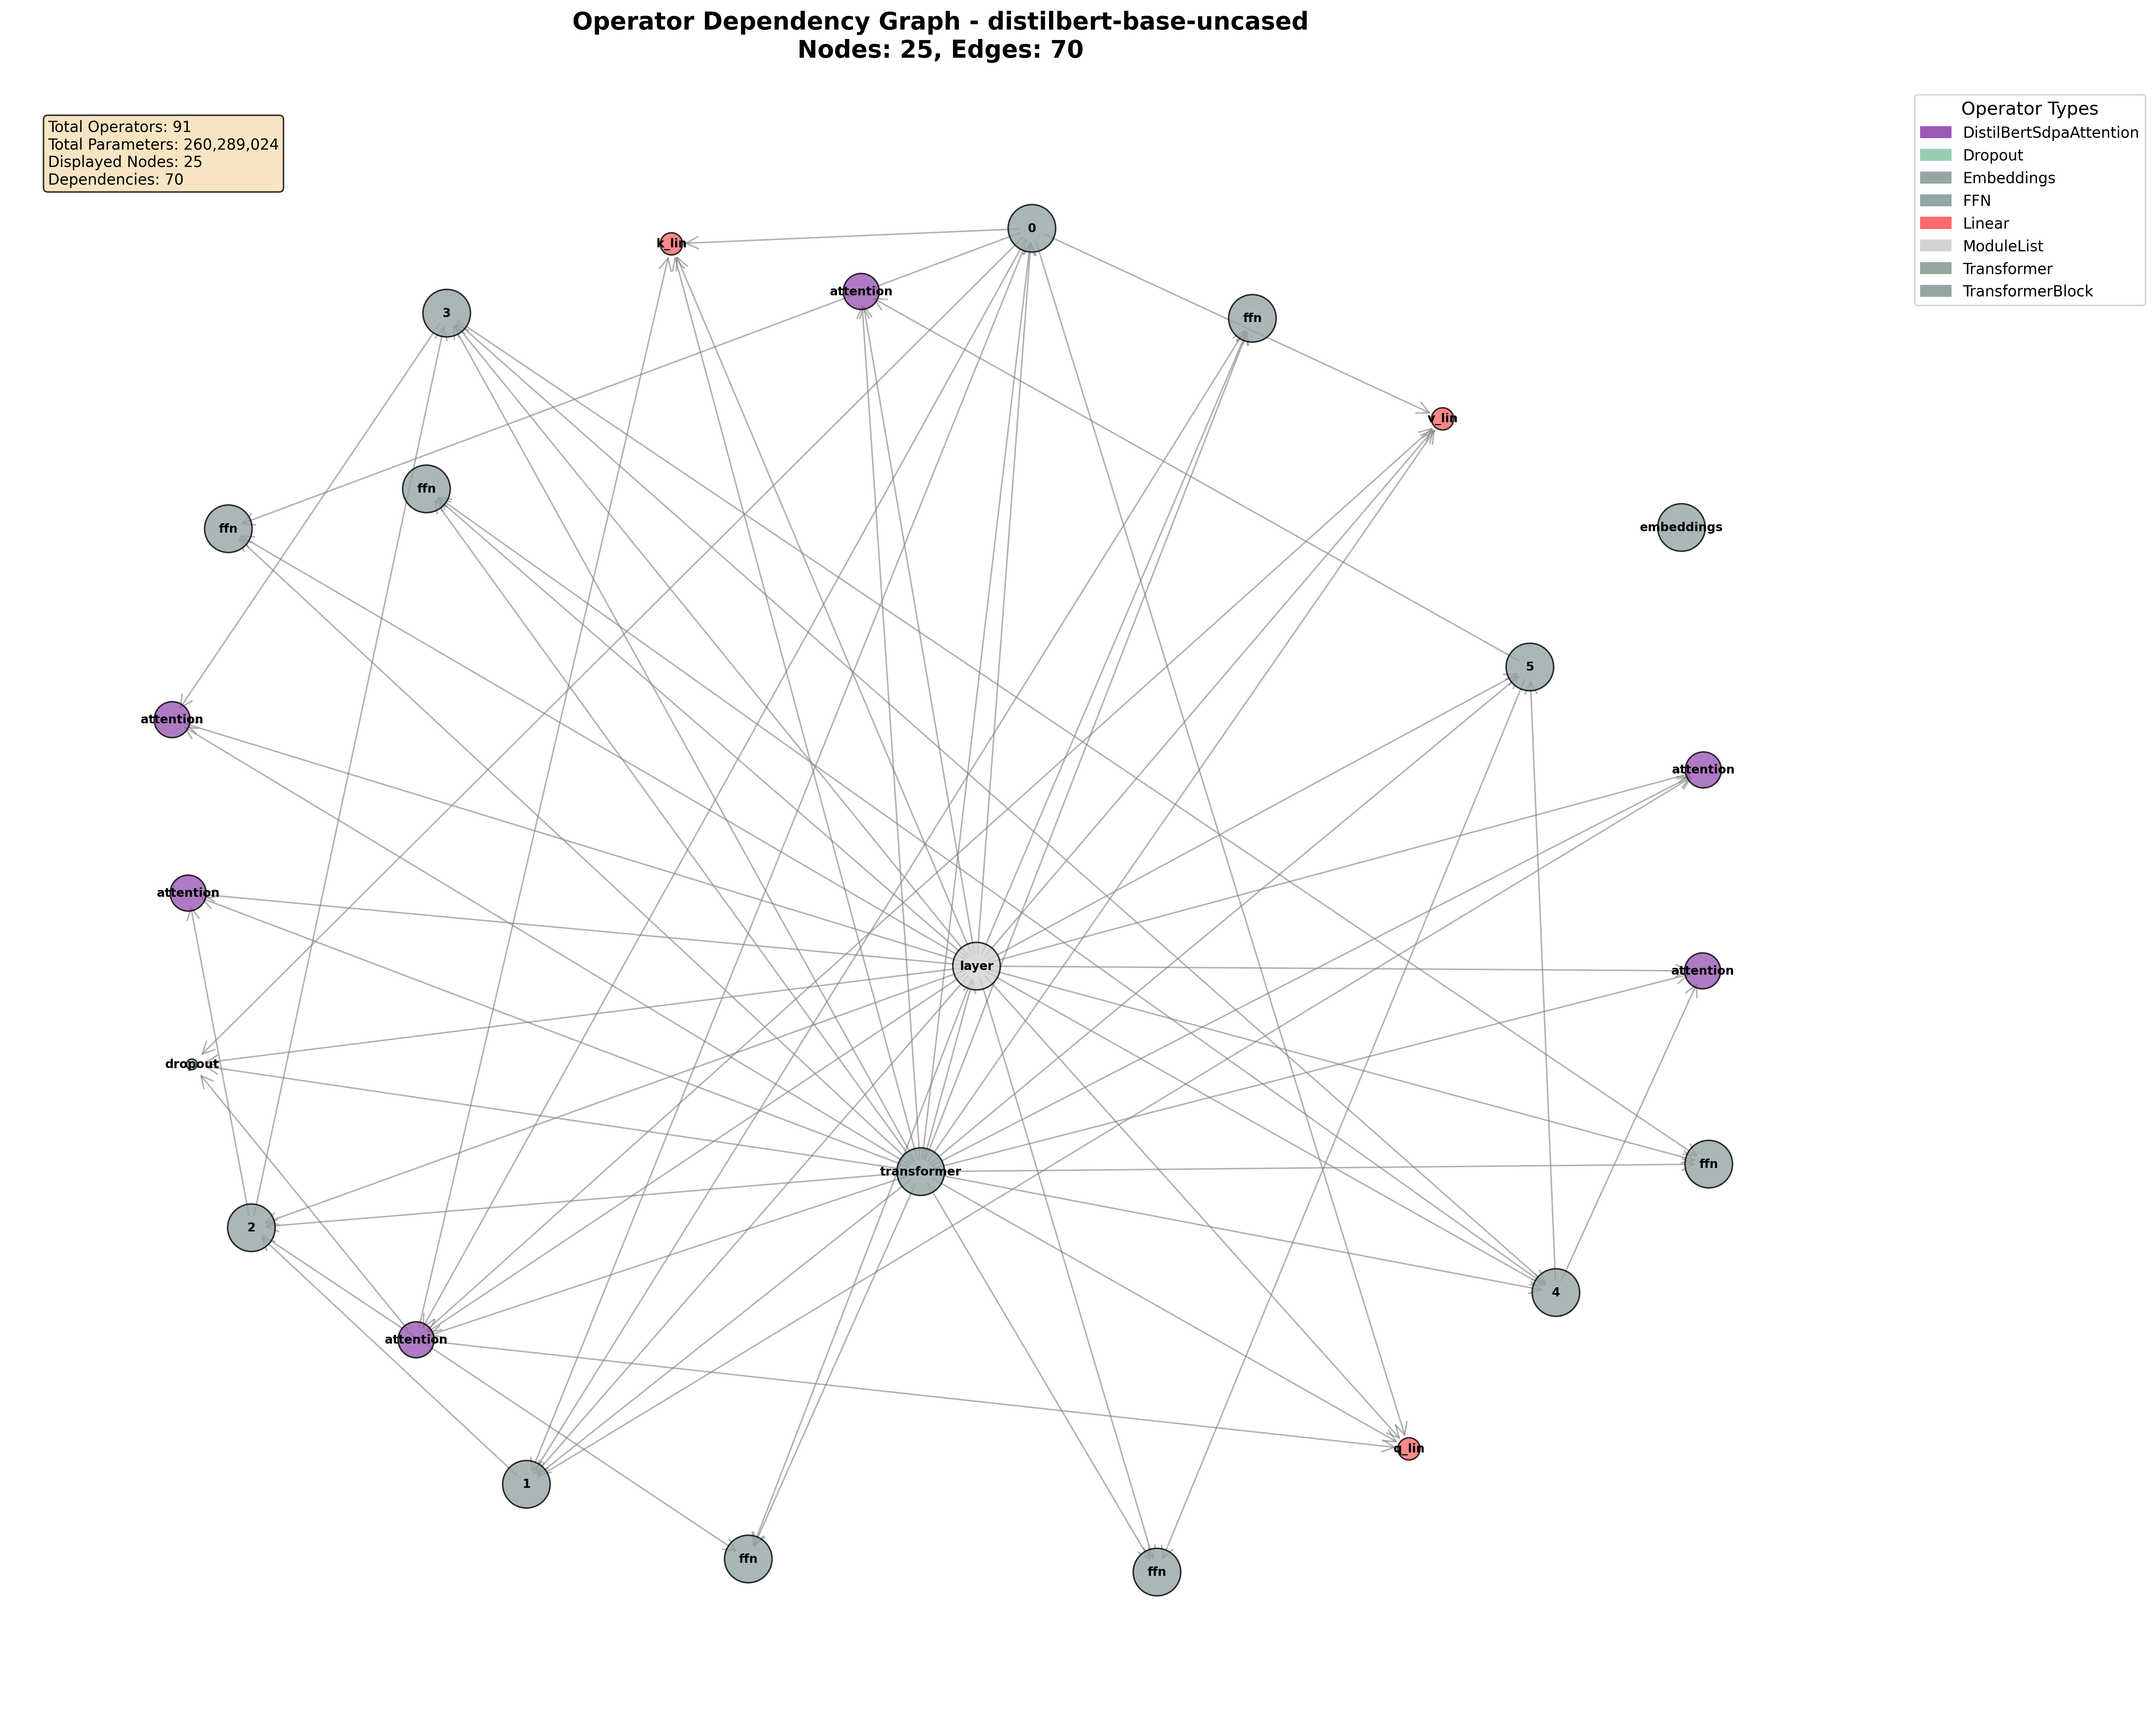 Operator Dependency Graph - distilbert-base-uncased
Nodes: 25, Edges: 70
Total Operators: 91
Total Parameters: 260,289,024
Displayed Nodes: 25
Dependencies: 70
Operator Types
DistilBertSdpaAttention
Dropout
Embeddings
FFN
Linear
ModuleList
Transformer
TransformerBlock
0
k_lin
attention
3
ffn
v_lin
ffn
ffn
embeddings
5
attention
attention
attention
layer
attention
dropout
ffn
transformer
2
4
attention
q_lin
1
ffn
ffn